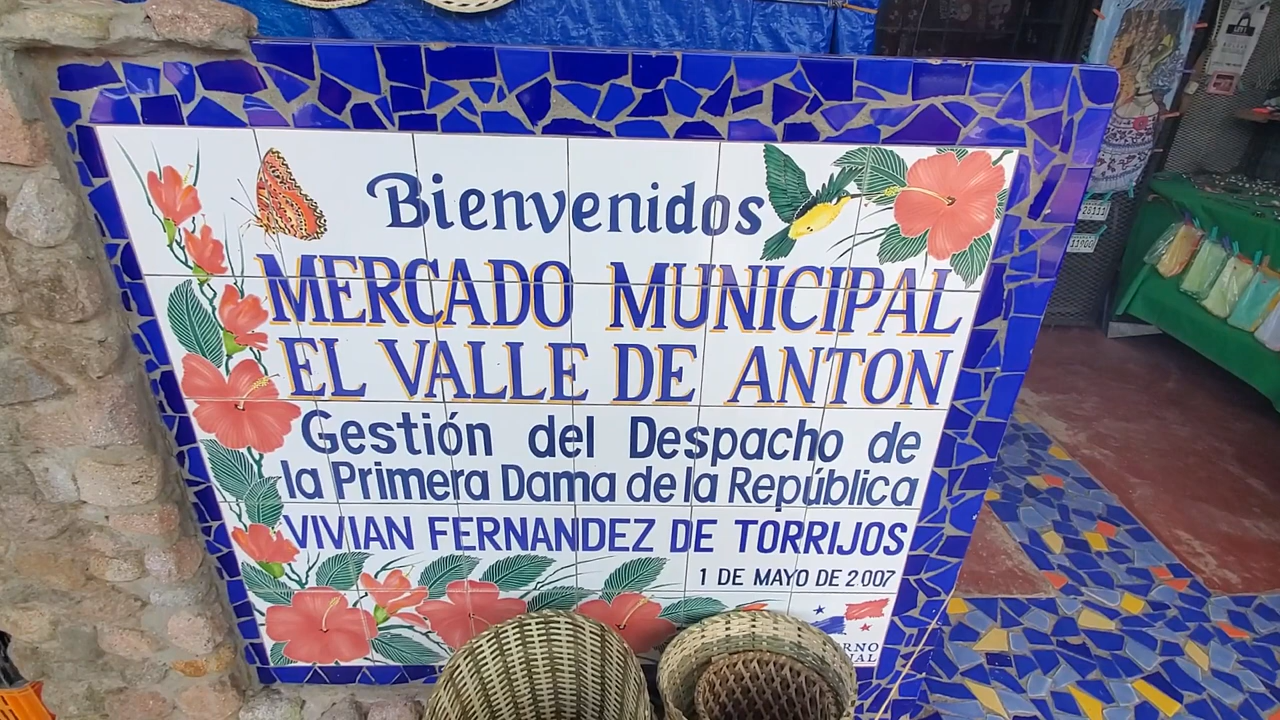 Bienvenidos
MERCADO MUNICIPAL
EL VALLE DE ANTON
Gestión del Despacho de
la Primera Dama de la República
VIVIAN FERNANDEZ DE TORRIJOS
1 DE MAYO DE 2007